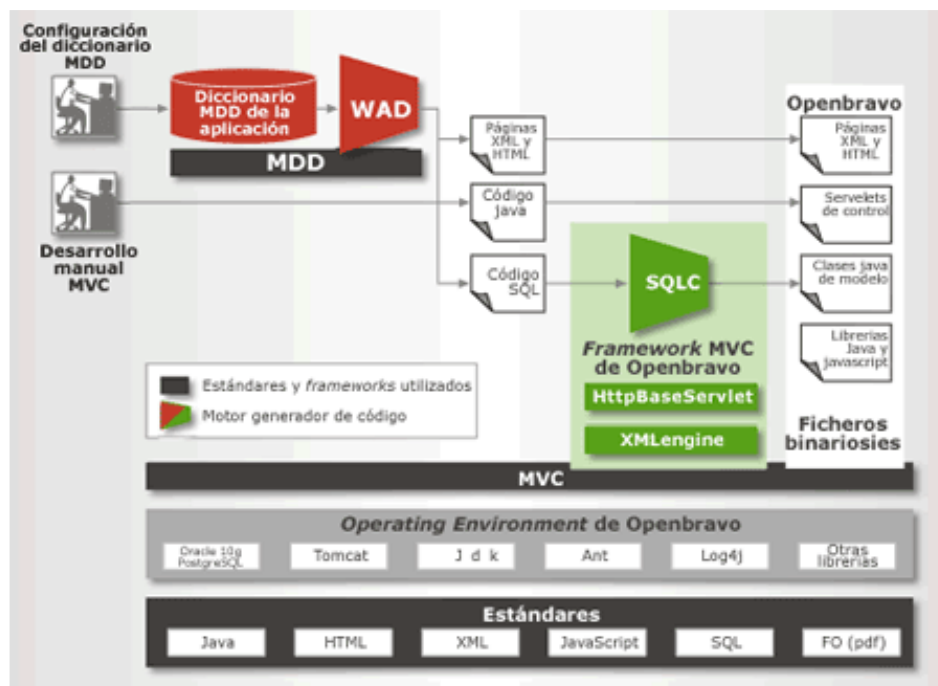 Configuración
del diccionario
MDD
Diccionario
MDD de la
aplicación
WAD
MDD
Desarrollo
manual
MVC
Páginas
XML y
HTML
Código
java
Código
SQL
SQLC
Framework MVC
de Openbravo
HttpBaseServlet
XMLengine
Openbravo
Páginas
XML y
HTML
Servelets
de control
Clases java
de modelo
Librerias
Java y
javascript
Ficheros
binariosies
Estándares y frameworks utilizados
Motor generador de código
MVC
Operating Environment de Openbravo
Oracle 10g
PostgreSQL
Tomcat
J d k
Ant
Log4j
Otras
librerías
Estándares
Java
HTML
XML
JavaScript
SQL
FO (pdf)